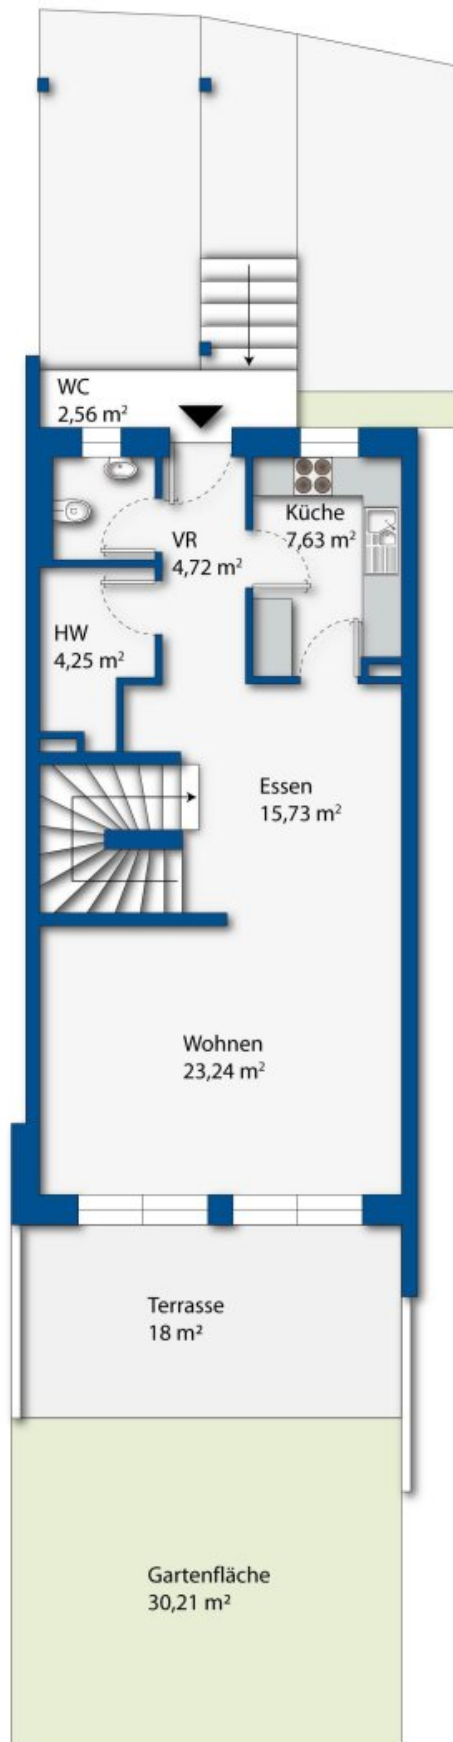 WC
2,56 m²
Küche
7,63 m²
VR
4,72 m²
HW
4,25 m²
Essen
15,73 m²
Wohnen
23,24 m²
Terrasse
18 m²
Gartenfläche
30,21 m²